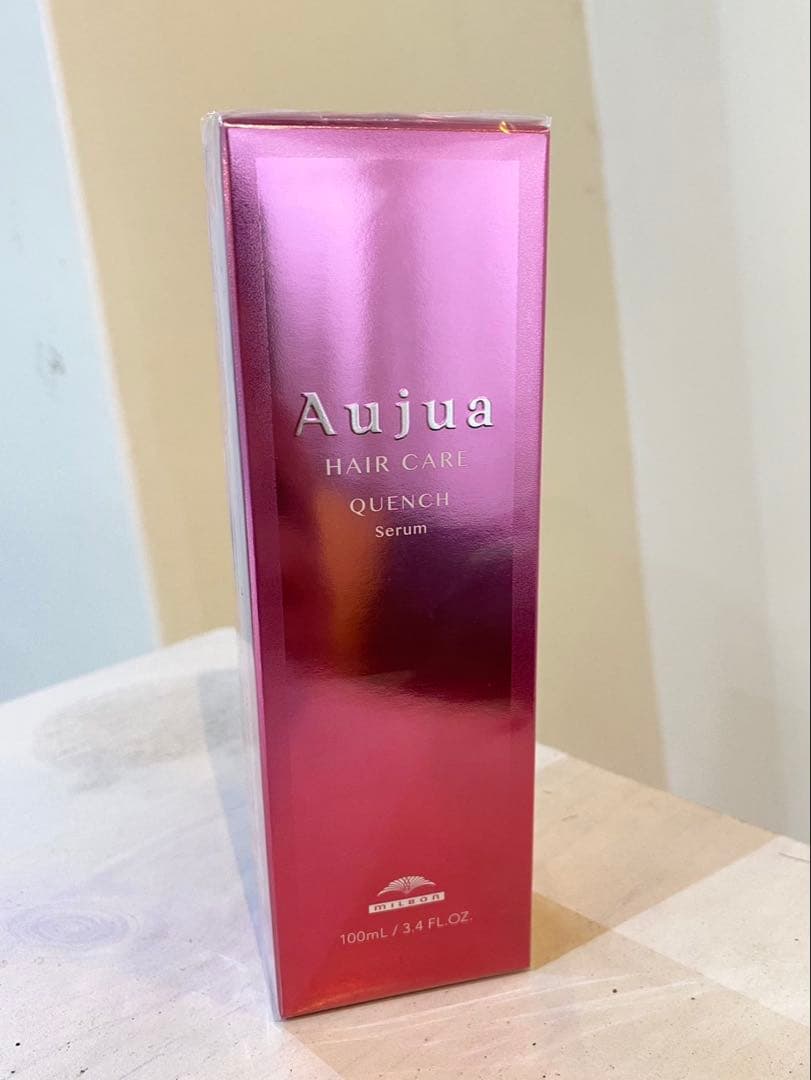 Aujua
HAIR CARE
QUENCH
Serum
milbon
100mL / 3.4 FL.OZ.